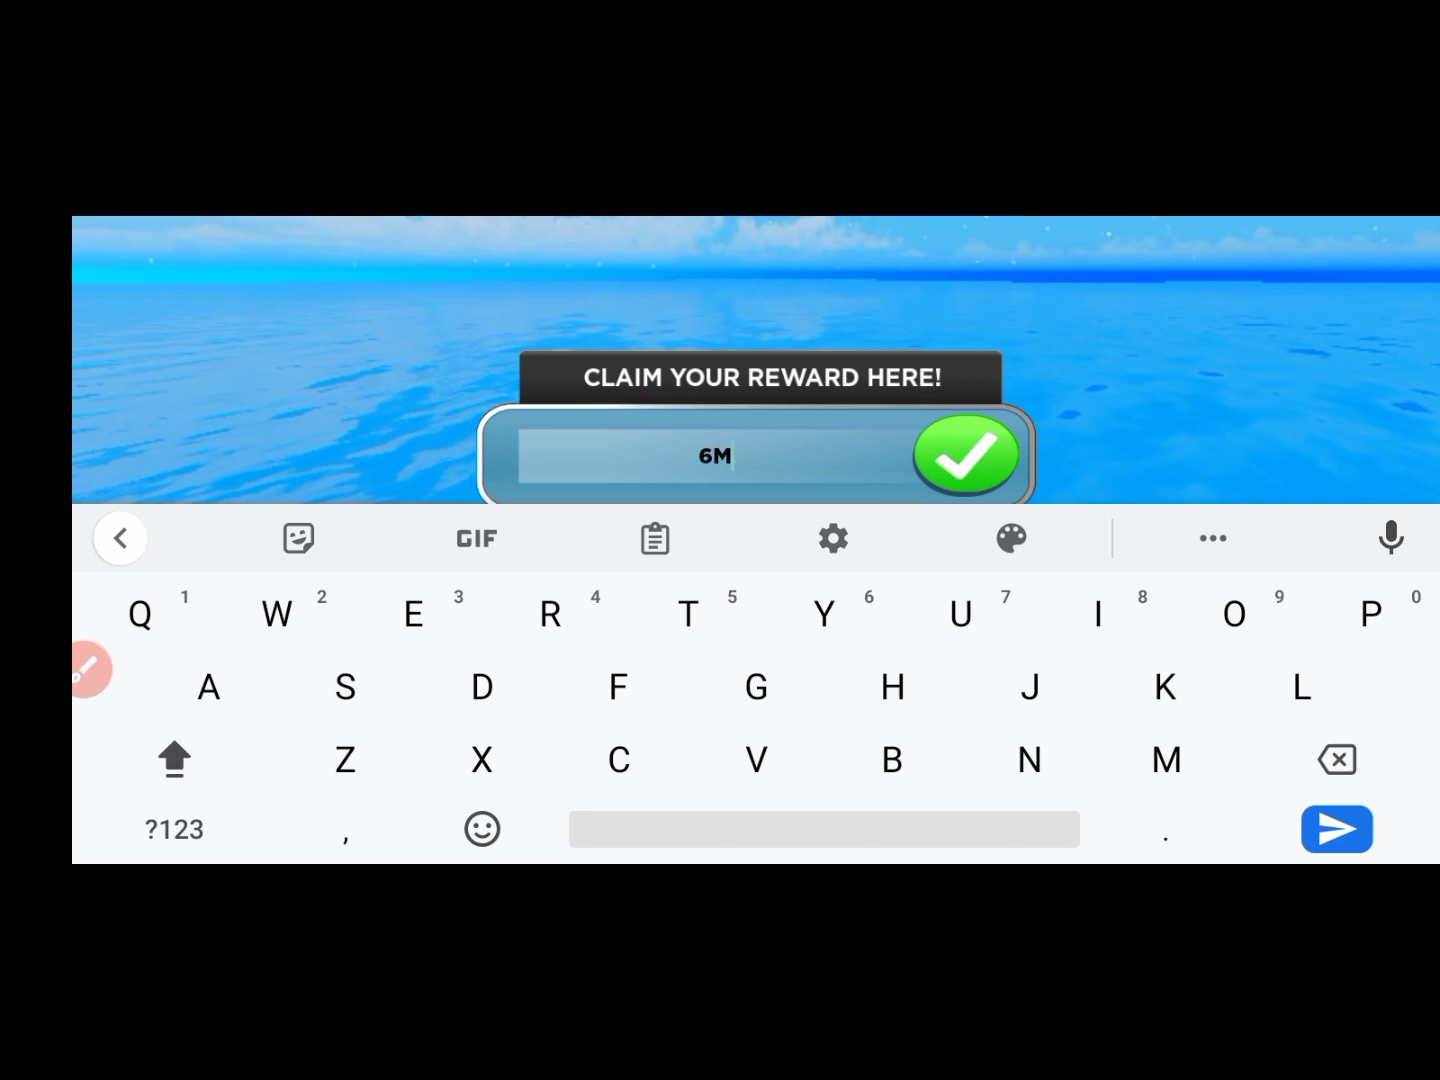 CLAIM YOUR REWARD HERE!
6M
GIF
Q 1 W 2 E 3 R 4 T 5 Y 6 U 7 I 8 O 9 P 0
A S D F G H J K L
Z X C V B N M
?123 , .